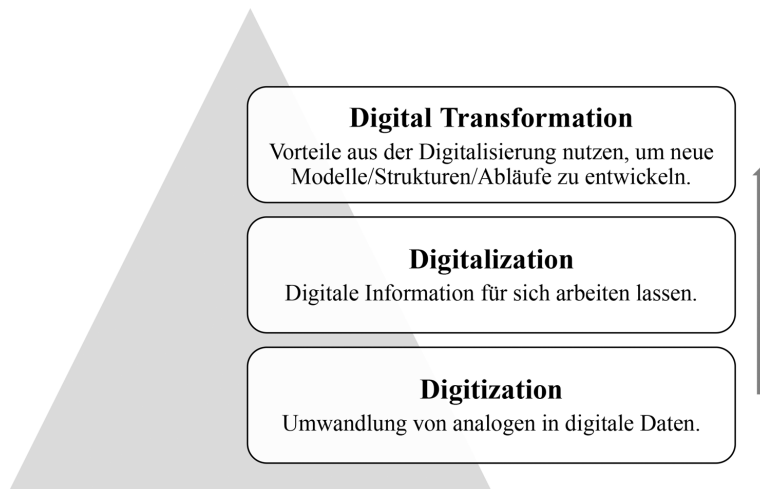 Digital Transformation
Vorteile aus der Digitalisierung nutzen, um neue
Modelle/Strukturen/Abläufe zu entwickeln.
Digitalization
Digitale Information für sich arbeiten lassen.
Digitization
Umwandlung von analogen in digitale Daten.